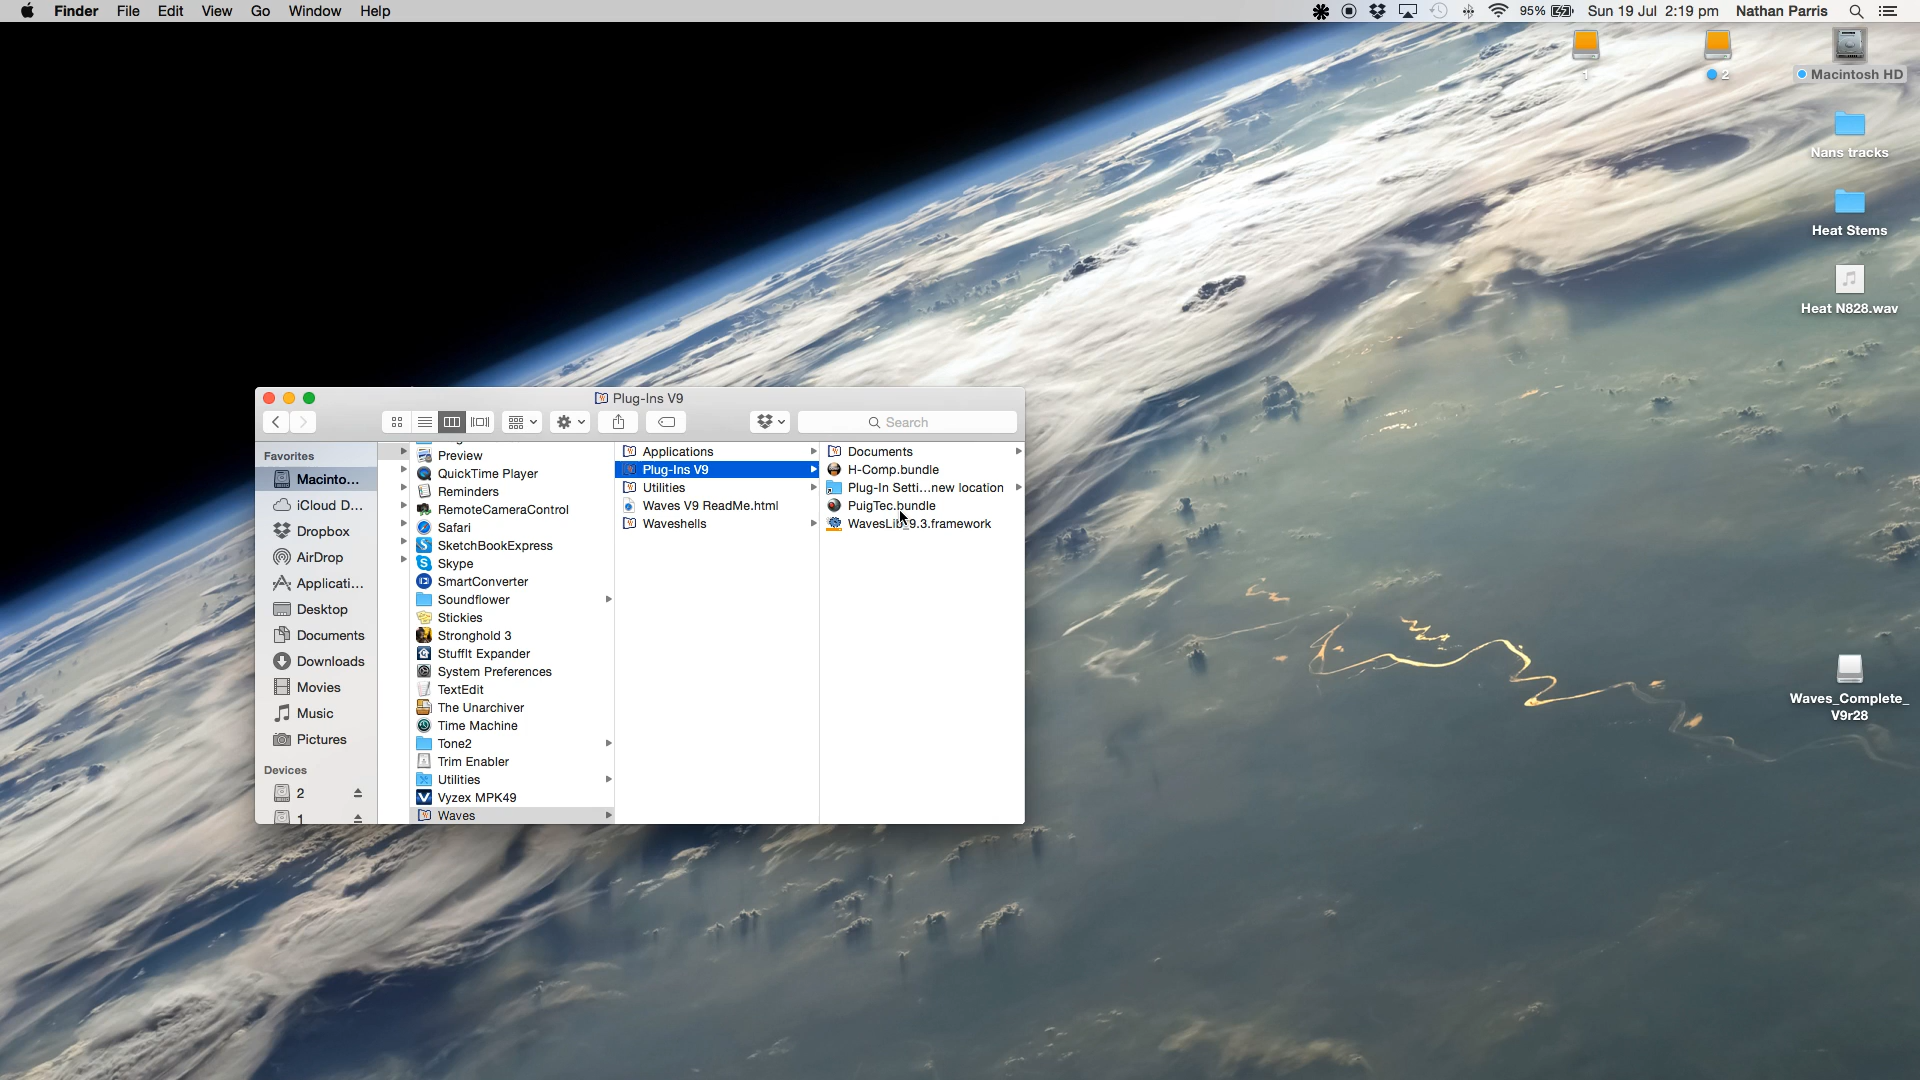 Finder File Edit View Go Window Help
95% Sun 19 Jul 2:19 pm Nathan Parris
1
2
Macintosh HD
Nans tracks
Heat Stems
Heat N828.wav
Waves_Complete_
V9r28
Plug-Ins V9
Search
Favorites
Macinto...
iCloud D...
Dropbox
AirDrop
Applicati...
Desktop
Documents
Downloads
Movies
Music
Pictures
Devices
2
1
Preview
QuickTime Player
Reminders
RemoteCameraControl
Safari
SketchBookExpress
Skype
SmartConverter
Soundflower
Stickies
Stronghold 3
StuffIt Expander
System Preferences
TextEdit
The Unarchiver
Time Machine
Tone2
Trim Enabler
Utilities
Vyzex MPK49
Waves
Applications
Plug-Ins V9
Utilities
Waves V9 ReadMe.html
Waveshells
Documents
H-Comp.bundle
Plug-In Setti...new location
PuigTec.bundle
WavesLib9.3.framework